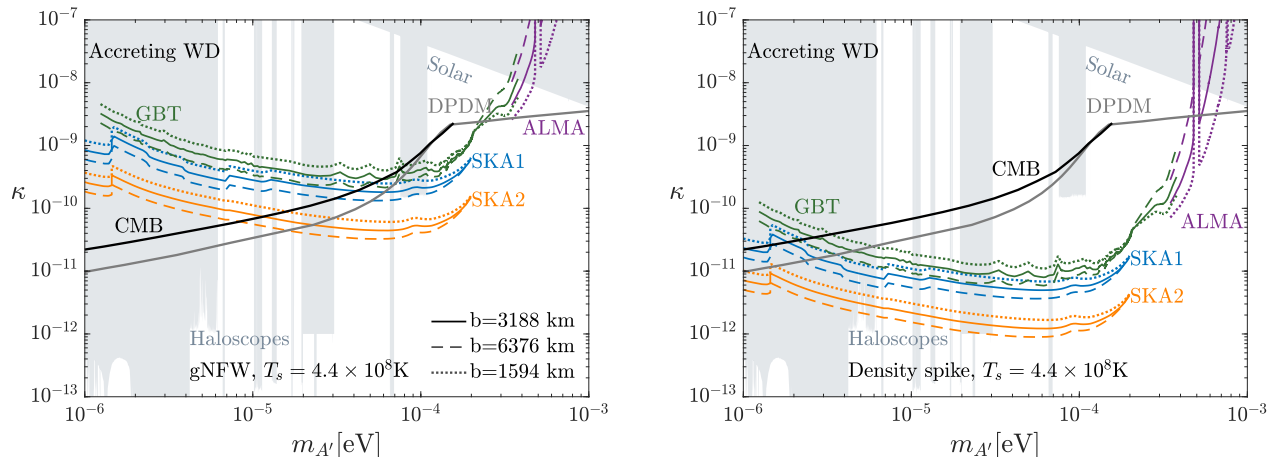 10^{-7}
10^{-8}
10^{-9}
10^{-10}
10^{-11}
10^{-12}
10^{-13}
κ
Accreting WD
Solar
GBT
DPDM
ALMA
SKA1
SKA2
CMB
Haloscopes
b=3188 km
b=6376 km
b=1594 km
gNFW, T_s = 4.4 × 10^8K
10^{-6}
10^{-5}
10^{-4}
10^{-3}
m_{A'}[eV]
10^{-7}
10^{-8}
10^{-9}
10^{-10}
10^{-11}
10^{-12}
10^{-13}
κ
Accreting WD
Solar
DPDM
CMB
GBT
ALMA
SKA1
SKA2
Haloscopes
Density spike, T_s = 4.4 × 10^8K
10^{-6}
10^{-5}
10^{-4}
10^{-3}
m_{A'}[eV]